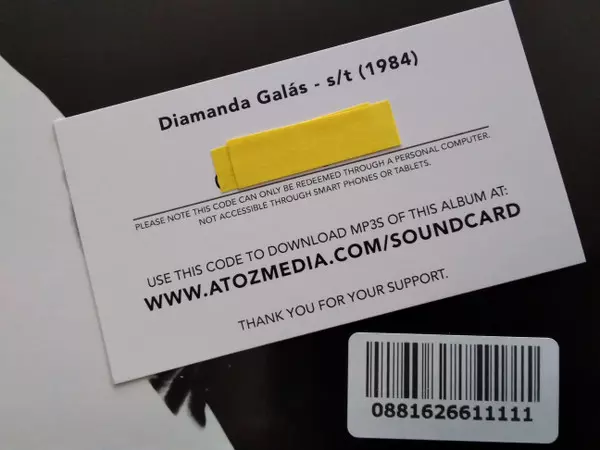 Diamanda Galás - s/t (1984)
PLEASE NOTE THIS CODE CAN ONLY BE REDEEMED THROUGH A PERSONAL COMPUTER.
NOT ACCESSIBLE THROUGH SMART PHONES OR TABLETS.
USE THIS CODE TO DOWNLOAD MP3S OF THIS ALBUM AT:
WWW.ATOZMEDIA.COM/SOUNDCARD
THANK YOU FOR YOUR SUPPORT.
0881626611111